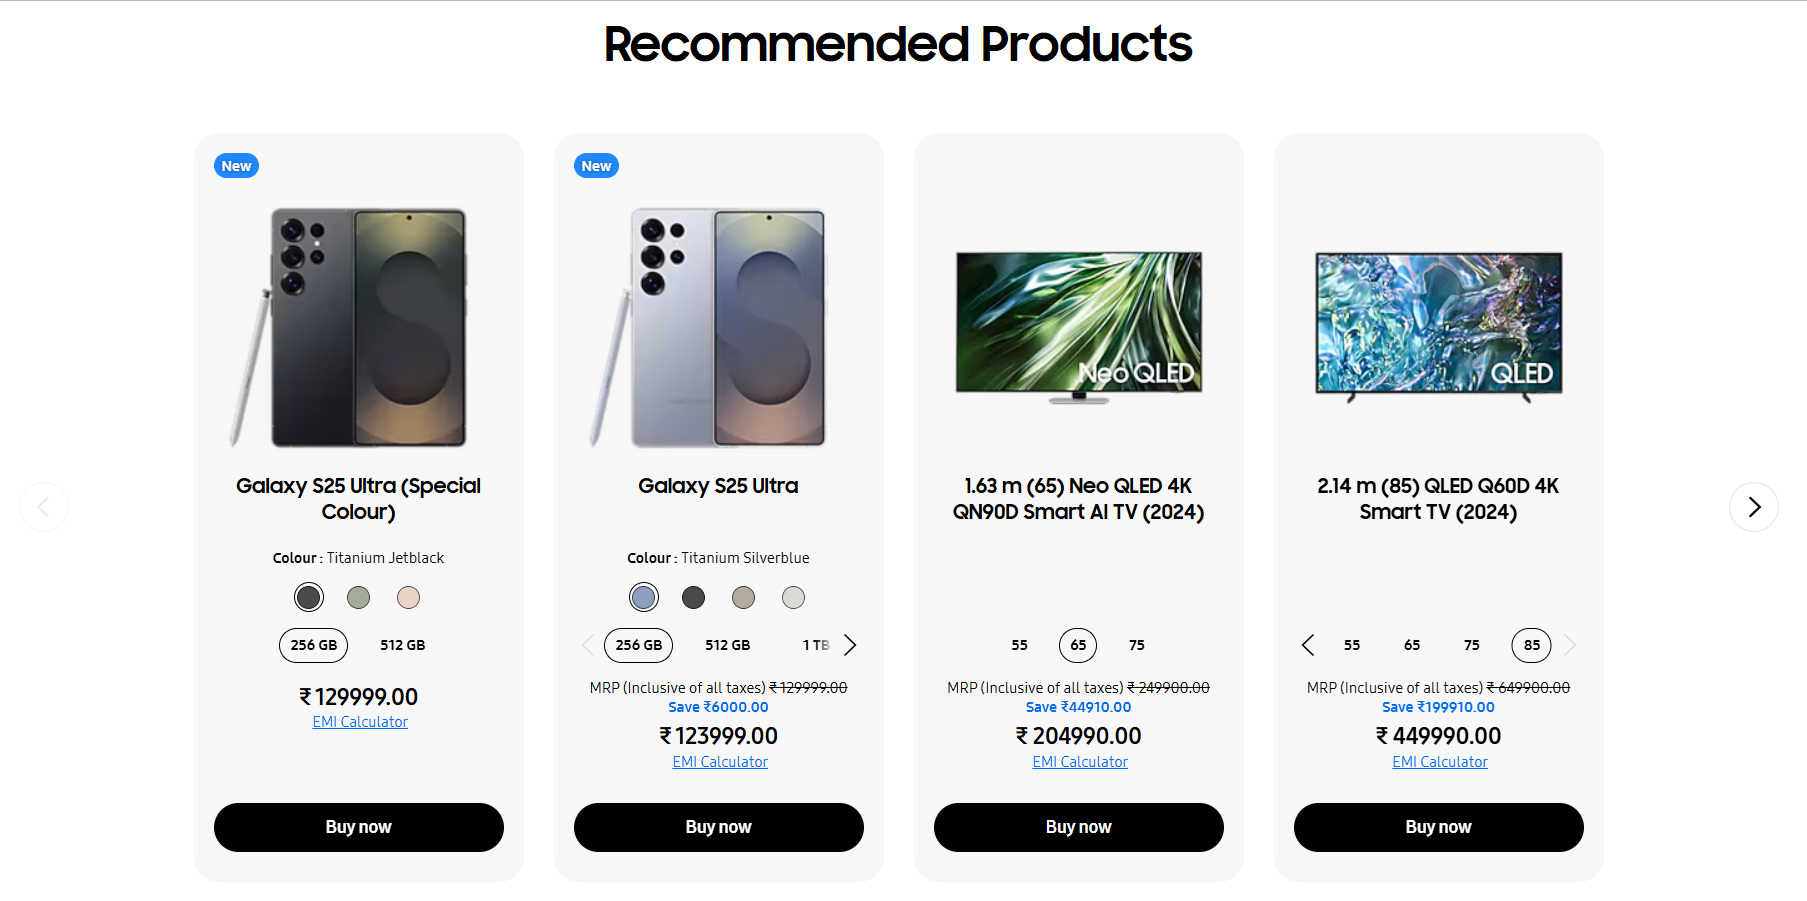 Recommended Products
New
Galaxy S25 Ultra (Special
Colour)
Colour : Titanium Jetblack
256 GB 512 GB
₹ 129999.00
EMI Calculator
Buy now
New
Galaxy S25 Ultra
Colour : Titanium Silverblue
256 GB 512 GB 1 TB
MRP (Inclusive of all taxes) ₹ 129999.00
Save ₹6000.00
₹ 123999.00
EMI Calculator
Buy now
Neo QLED
1.63 m (65) Neo QLED 4K
QN90D Smart AI TV (2024)
55 65 75
MRP (Inclusive of all taxes) ₹ 249900.00
Save ₹44910.00
₹ 204990.00
EMI Calculator
Buy now
QLED
2.14 m (85) QLED Q60D 4K
Smart TV (2024)
55 65 75 85
MRP (Inclusive of all taxes) ₹ 649900.00
Save ₹199910.00
₹ 449990.00
EMI Calculator
Buy now